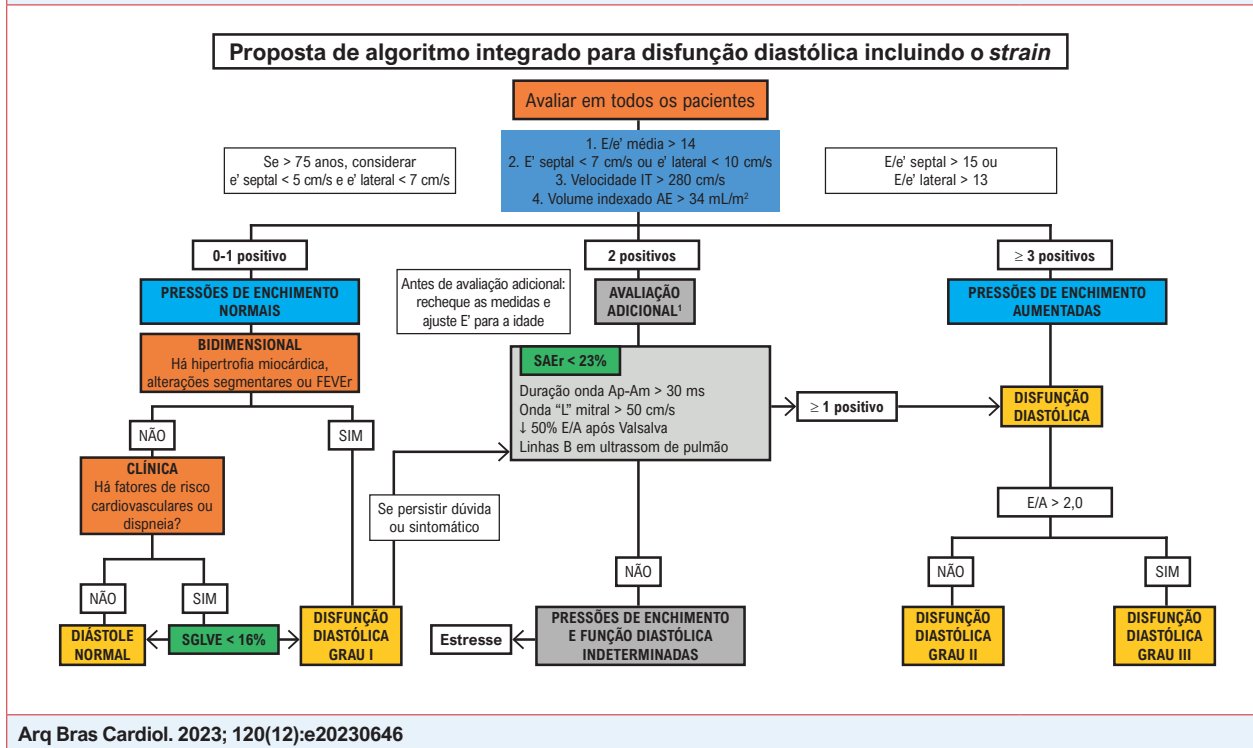 Proposta de algoritmo integrado para disfunção diastólica incluindo o strain
Avaliar em todos os pacientes
Se > 75 anos, considerar
e' septal < 5 cm/s e e' lateral < 7 cm/s
1. E/e' média > 14
2. E' septal < 7 cm/s ou e' lateral < 10 cm/s
3. Velocidade IT > 280 cm/s
4. Volume indexado AE > 34 mL/m²
E/e' septal > 15 ou
E/e' lateral > 13
0-1 positivo
2 positivos
≥ 3 positivos
PRESSÕES DE ENCHIMENTO
NORMAIS
Antes de avaliação adicional:
recheque as medidas e
ajuste E' para a idade
AVALIAÇÃO
ADICIONAL¹
PRESSÕES DE ENCHIMENTO
AUMENTADAS
BIDIMENSIONAL
Há hipertrofia miocárdica,
alterações segmentares ou FEVEr
SAEr < 23%
Duração onda Ap-Am > 30 ms
Onda "L" mitral > 50 cm/s
↓ 50% E/A após Valsalva
Linhas B em ultrassom de pulmão
≥ 1 positivo
DISFUNÇÃO
DIASTÓLICA
NÃO
SIM
CLÍNICA
Há fatores de risco
cardiovasculares ou
dispneia?
Se persistir dúvida
ou sintomático
E/A > 2,0
NÃO
SIM
NÃO
NÃO
SIM
DIÁSTOLE
NORMAL
SGLVE < 16%
DISFUNÇÃO
DIASTÓLICA
GRAU I
Estresse
PRESSÕES DE ENCHIMENTO
E FUNÇÃO DIASTÓLICA
INDETERMINADAS
DISFUNÇÃO
DIASTÓLICA
GRAU II
DISFUNÇÃO
DIASTÓLICA
GRAU III
Arq Bras Cardiol. 2023; 120(12):e20230646